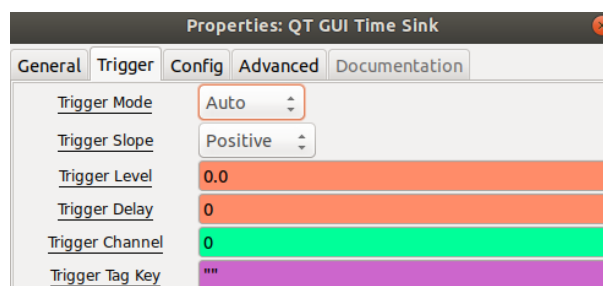 Properties: QT GUI Time Sink
General Trigger Config Advanced Documentation
Trigger Mode Auto
Trigger Slope Positive
Trigger Level 0.0
Trigger Delay 0
Trigger Channel 0
Trigger Tag Key ""